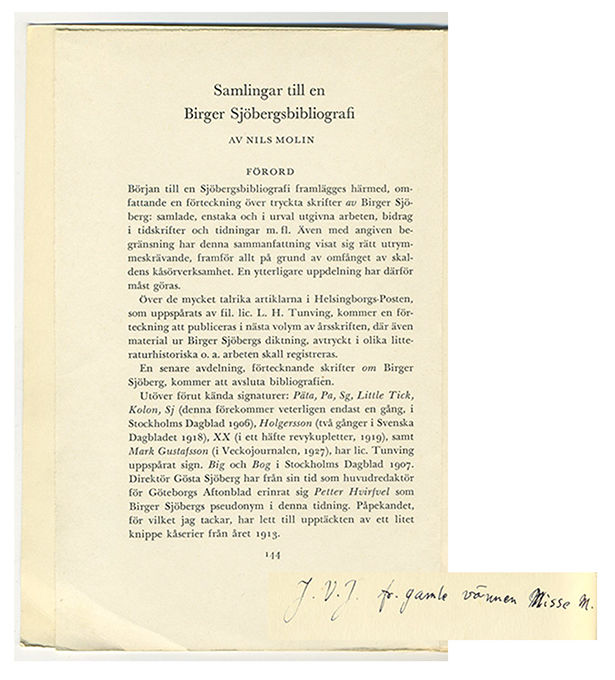 Samlingar till en
Birger Sjöbergsbibliografi
AV NILS MOLIN
FÖRORD
Början till en Sjöbergsbibliografi framlägges härmed, om-
fattande en förteckning över tryckta skrifter av Birger Sjö-
berg: samlade, enstaka och i urval utgivna arbeten, bidrag
i tidskrifter och tidningar m. fl. Även med angiven be-
gränsning har denna sammanfattning visat sig rätt utrym-
meskrävande, framför allt på grund av omfånget av skal-
dens kåsörverksamhet. En ytterligare uppdelning har därför
måst göras.
Över de mycket talrika artiklarna i Helsingborgs-Posten,
som uppspårats av fil. lic. L. H. Tunving, kommer en för-
teckning att publiceras i nästa volym av årsskriften, där även
material ur Birger Sjöbergs diktning, avtryckt i olika litte-
raturhistoriska o. a. arbeten skall registreras.
En senare avdelning, förtecknande skrifter om Birger
Sjöberg, kommer att avsluta bibliografien.
Utöver förut kända signaturer: Päta, Pa, Sg, Little Tick,
Kolon, Sj (denna förekommer veterligen endast en gång, i
Stockholms Dagblad 1906), Holgersson (två gånger i Svenska
Dagbladet 1918), XX (i ett häfte revykupletter, 1919), samt
Mark Gustafsson (i Veckojournalen, 1927), har lic. Tunving
uppspårat sign. Big och Bog i Stockholms Dagblad 1907.
Direktör Gösta Sjöberg har från sin tid som huvudredaktör
för Göteborgs Aftonblad erinrat sig Petter Hvirfvel som
Birger Sjöbergs pseudonym i denna tidning. Påpekandet,
för vilket jag tackar, har lett till upptäckten av ett litet
knippe kåserier från året 1913.
144
J. V. J. fr. gamle vännen Nisse M.